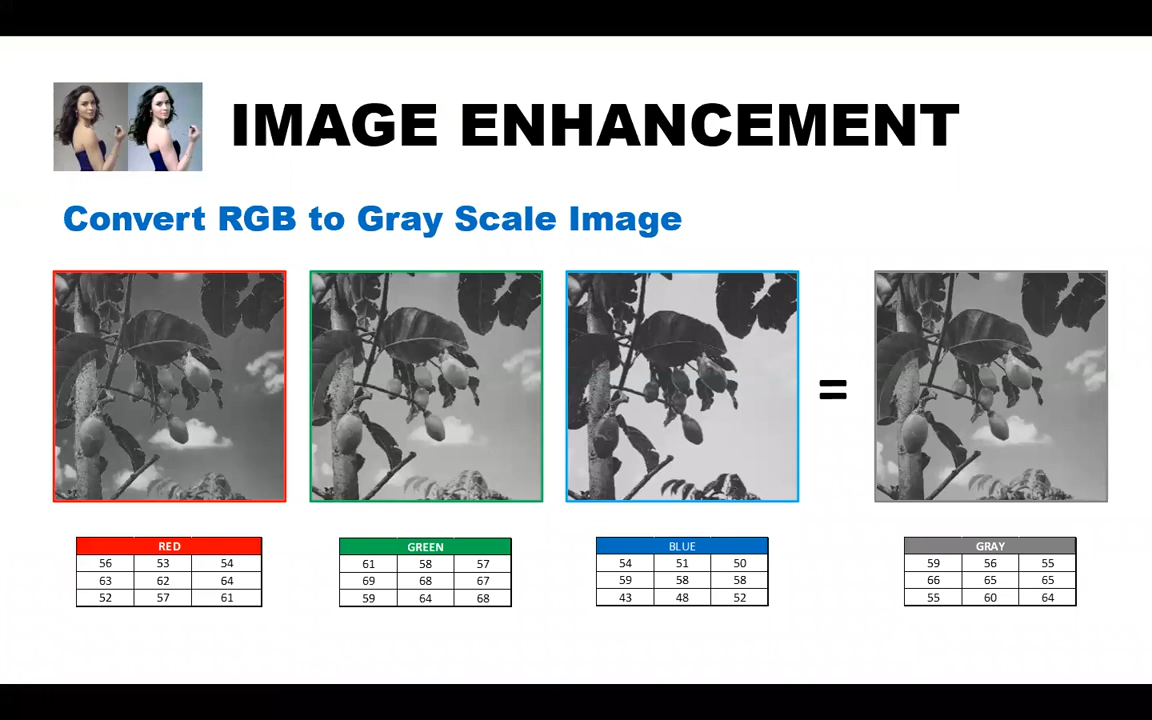 IMAGE ENHANCEMENT
Convert RGB to Gray Scale Image
=
RED
56 53 54
63 62 64
52 57 61
GREEN
61 58 57
69 68 67
59 64 68
BLUE
54 51 50
59 58 58
43 48 52
GRAY
59 56 55
66 65 65
55 60 64